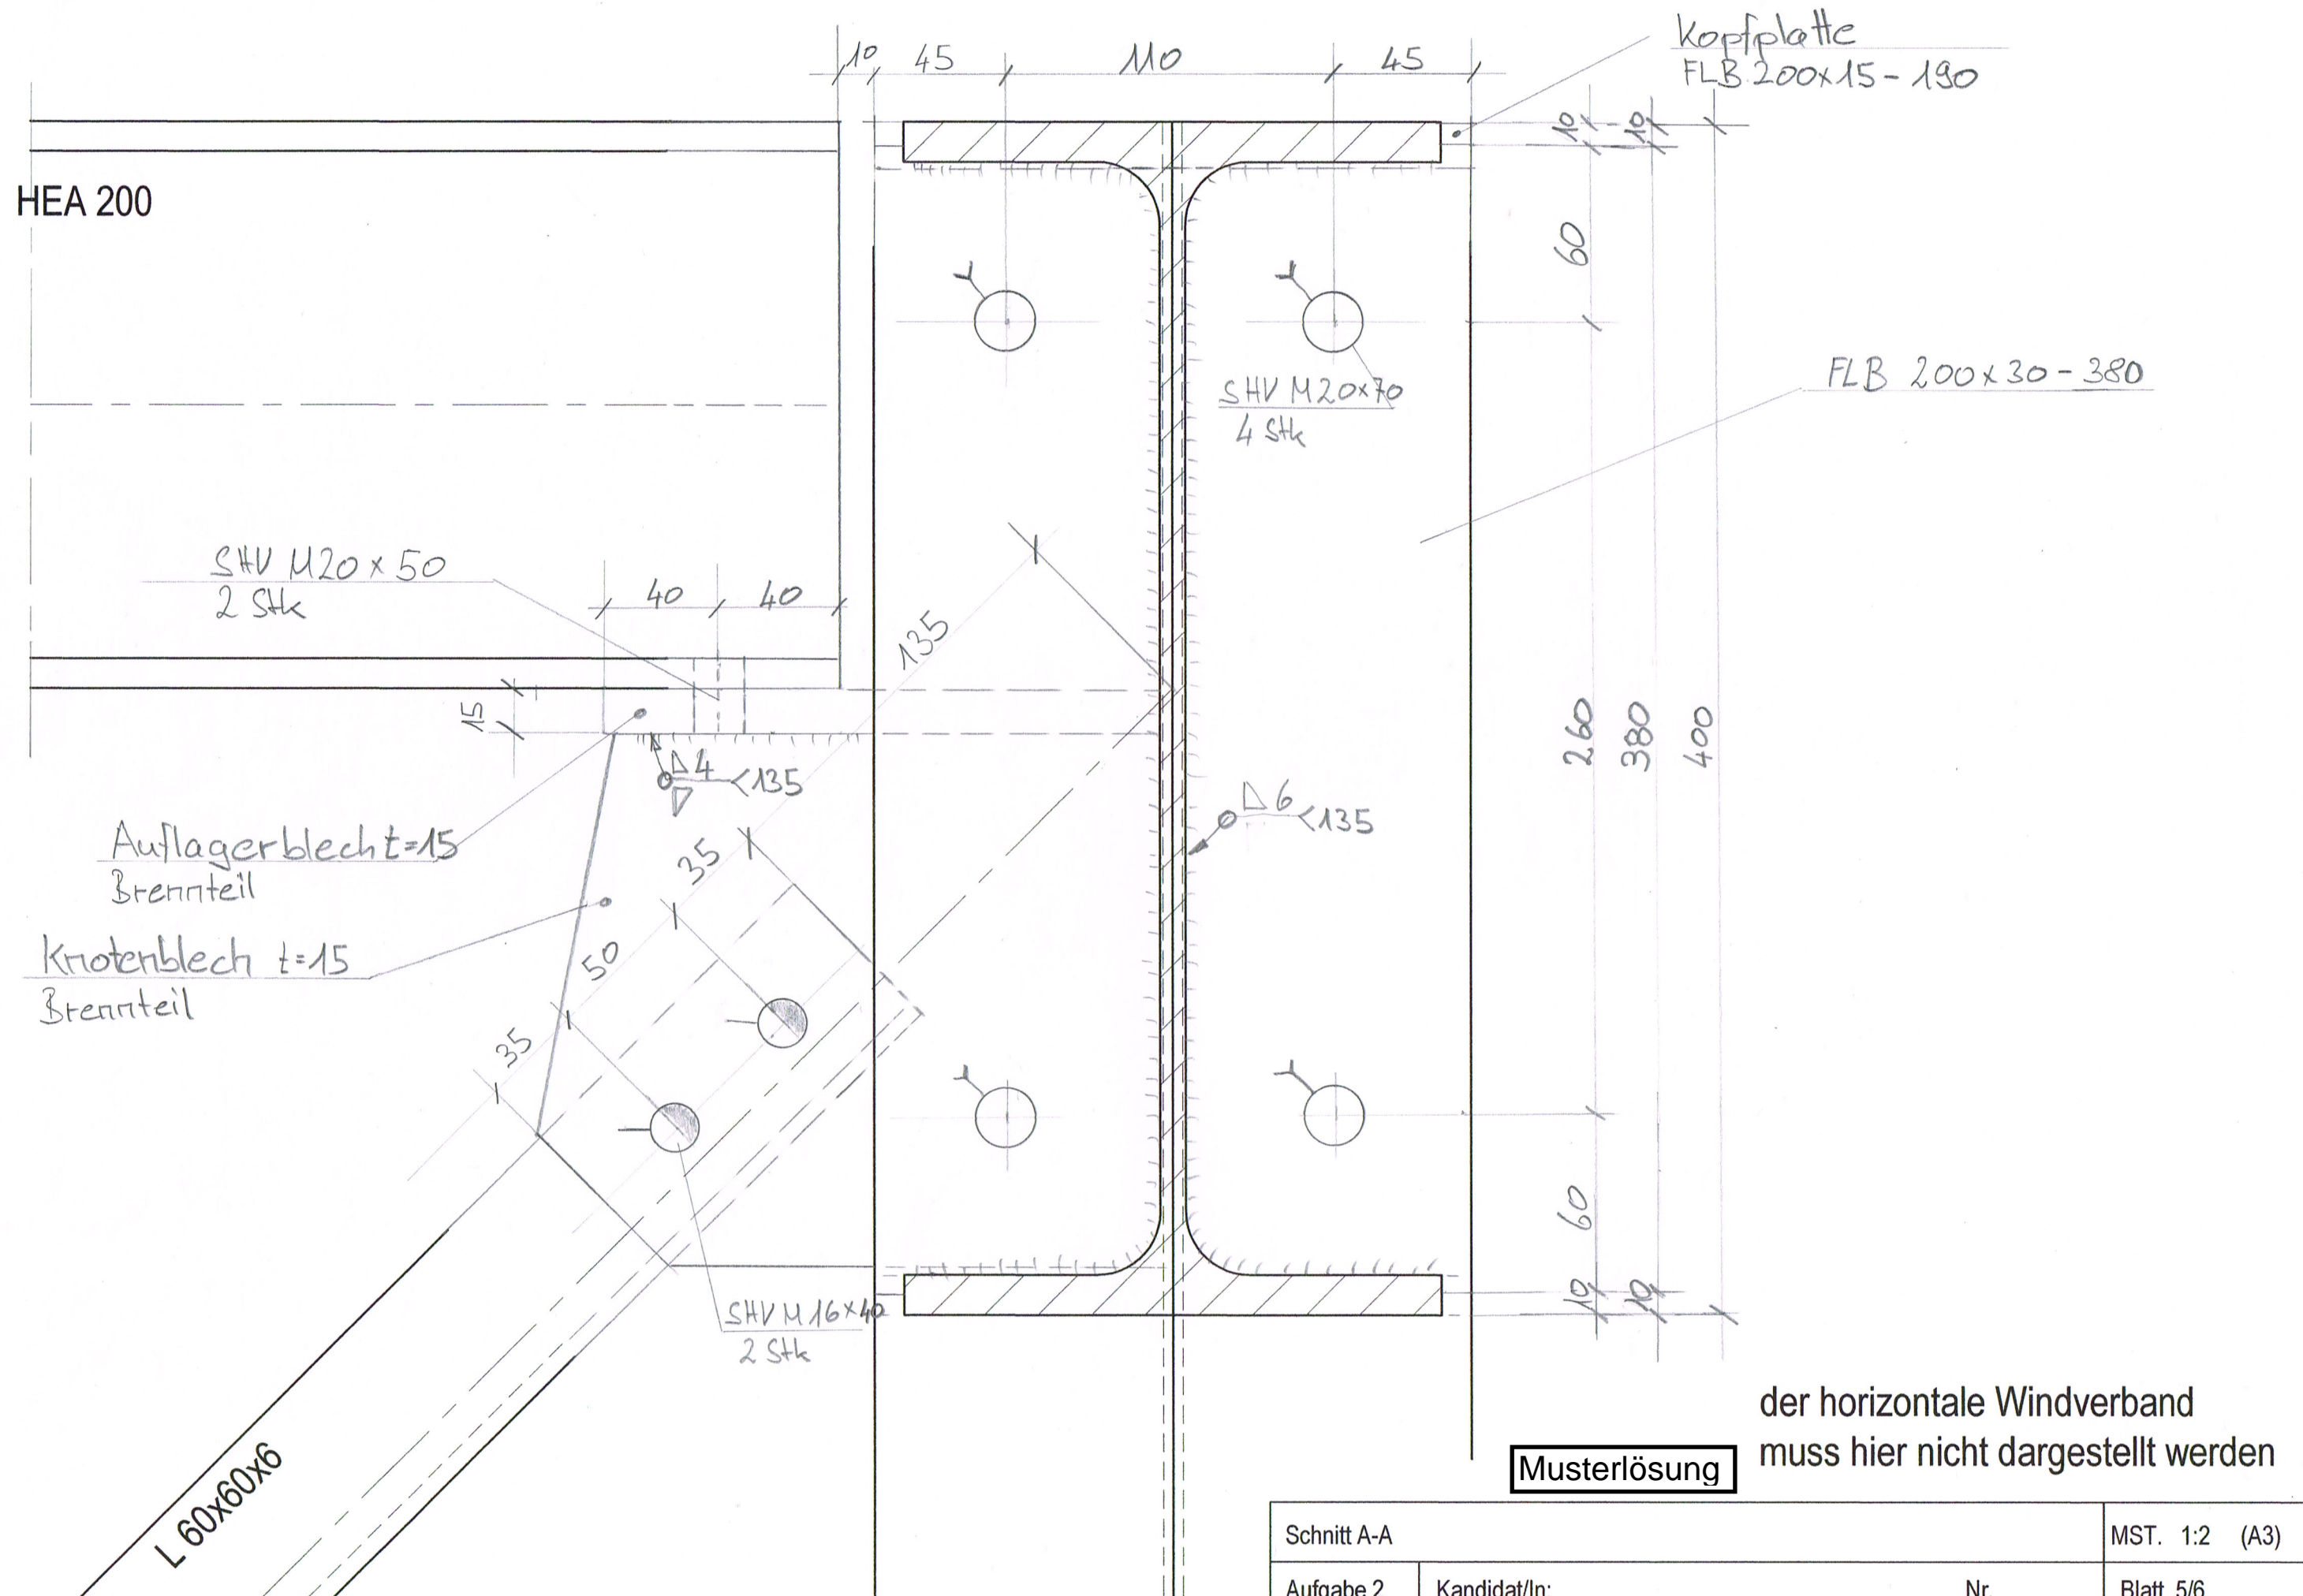 10 45 110 45
Kopfplatte
FLB 200x15-190
10 10
HEA 200
60
FLB 200x30-380
SHV M20x70
4 Stk
SHV M20x50
2 Stk
40 40
135
15
260 380 400
△4 <135
△6 <135
Auflagerblech t=15
Brennteil
35
Knotenblech t=15
Brennteil
50
35
60
10 10
SHV M16x40
2 Stk
L 60x60x6
der horizontale Windverband
muss hier nicht dargestellt werden
Musterlösung
Schnitt A-A MST. 1:2 (A3)
Aufgabe 2 Kandidat/In: Nr. Blatt 5/6